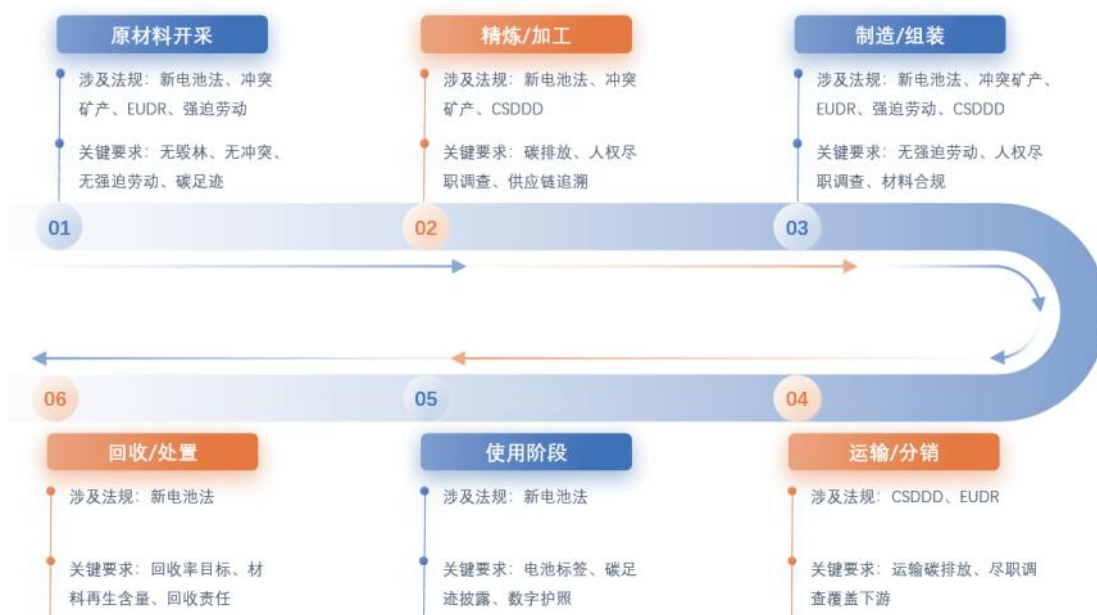 原材料开采
涉及法规：新电池法、冲突
矿产、EUDR、强迫劳动
关键要求：无毁林、无冲突、
无强迫劳动、碳足迹
01
精炼/加工
涉及法规：新电池法、冲突
矿产、CSDDD
关键要求：碳排放、人权尽
职调查、供应链追溯
02
制造/组装
涉及法规：新电池法、冲突矿产、
EUDR、强迫劳动、CSDDD
关键要求：无强迫劳动、人权尽
职调查、材料合规
03
04
运输/分销
涉及法规：CSDDD、EUDR
关键要求：运输碳排放、尽职调
查覆盖下游
05
使用阶段
涉及法规：新电池法
关键要求：电池标签、碳足
迹披露、数字护照
06
回收/处置
涉及法规：新电池法
关键要求：回收率目标、材
料再生含量、回收责任